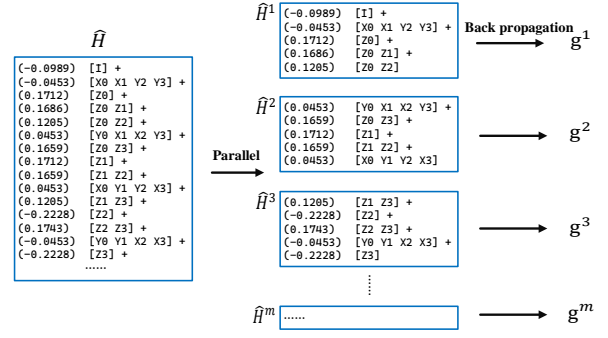 Ĥ
(-0.0989) [I] +
(-0.0453) [X0 X1 Y2 Y3] +
(0.1712) [Z0] +
(0.1686) [Z0 Z1] +
(0.1205) [Z0 Z2] +
(0.0453) [Y0 X1 X2 Y3] +
(0.1659) [Z0 Z3] +
(0.1712) [Z1] +
(0.1659) [Z1 Z2] +
(0.0453) [X0 Y1 Y2 X3] +
(0.1205) [Z1 Z3] +
(-0.2228) [Z2] +
(0.1743) [Z2 Z3] +
(-0.0453) [Y0 Y1 X2 X3] +
(-0.2228) [Z3] +
......
Parallel
Ĥ¹
(-0.0989) [I] +
(-0.0453) [X0 X1 Y2 Y3] +
(0.1712) [Z0] +
(0.1686) [Z0 Z1] +
(0.1205) [Z0 Z2]
Back propagation
g¹
Ĥ²
(0.0453) [Y0 X1 X2 Y3] +
(0.1659) [Z0 Z3] +
(0.1712) [Z1] +
(0.1659) [Z1 Z2] +
(0.0453) [X0 Y1 Y2 X3]
g²
Ĥ³
(0.1205) [Z1 Z3] +
(-0.2228) [Z2] +
(0.1743) [Z2 Z3] +
(-0.0453) [Y0 Y1 X2 X3] +
(-0.2228) [Z3]
g³
Ĥᵐ
......
gᵐ